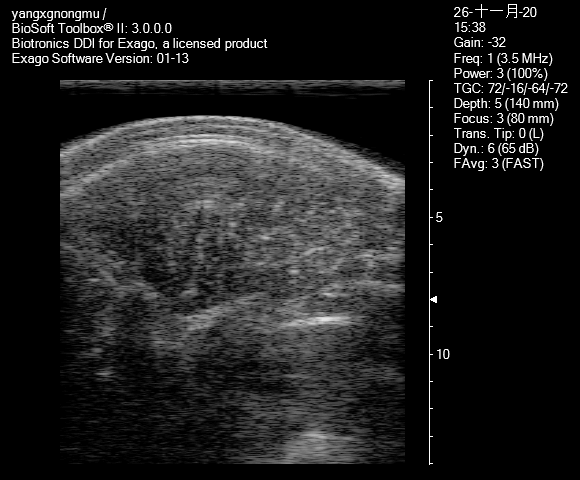 yangxgnongmu /
BioSoft Toolbox® II: 3.0.0.0
Biotronics DDI for Exago, a licensed product
Exago Software Version: 01-13
26-十一月-20
15:38
Gain: -32
Freq: 1 (3.5 MHz)
Power: 3 (100%)
TGC: 72/-16/-64/-72
Depth: 5 (140 mm)
Focus: 3 (80 mm)
Trans. Tip: 0 (L)
Dyn.: 6 (65 dB)
FAvg: 3 (FAST)
5
10